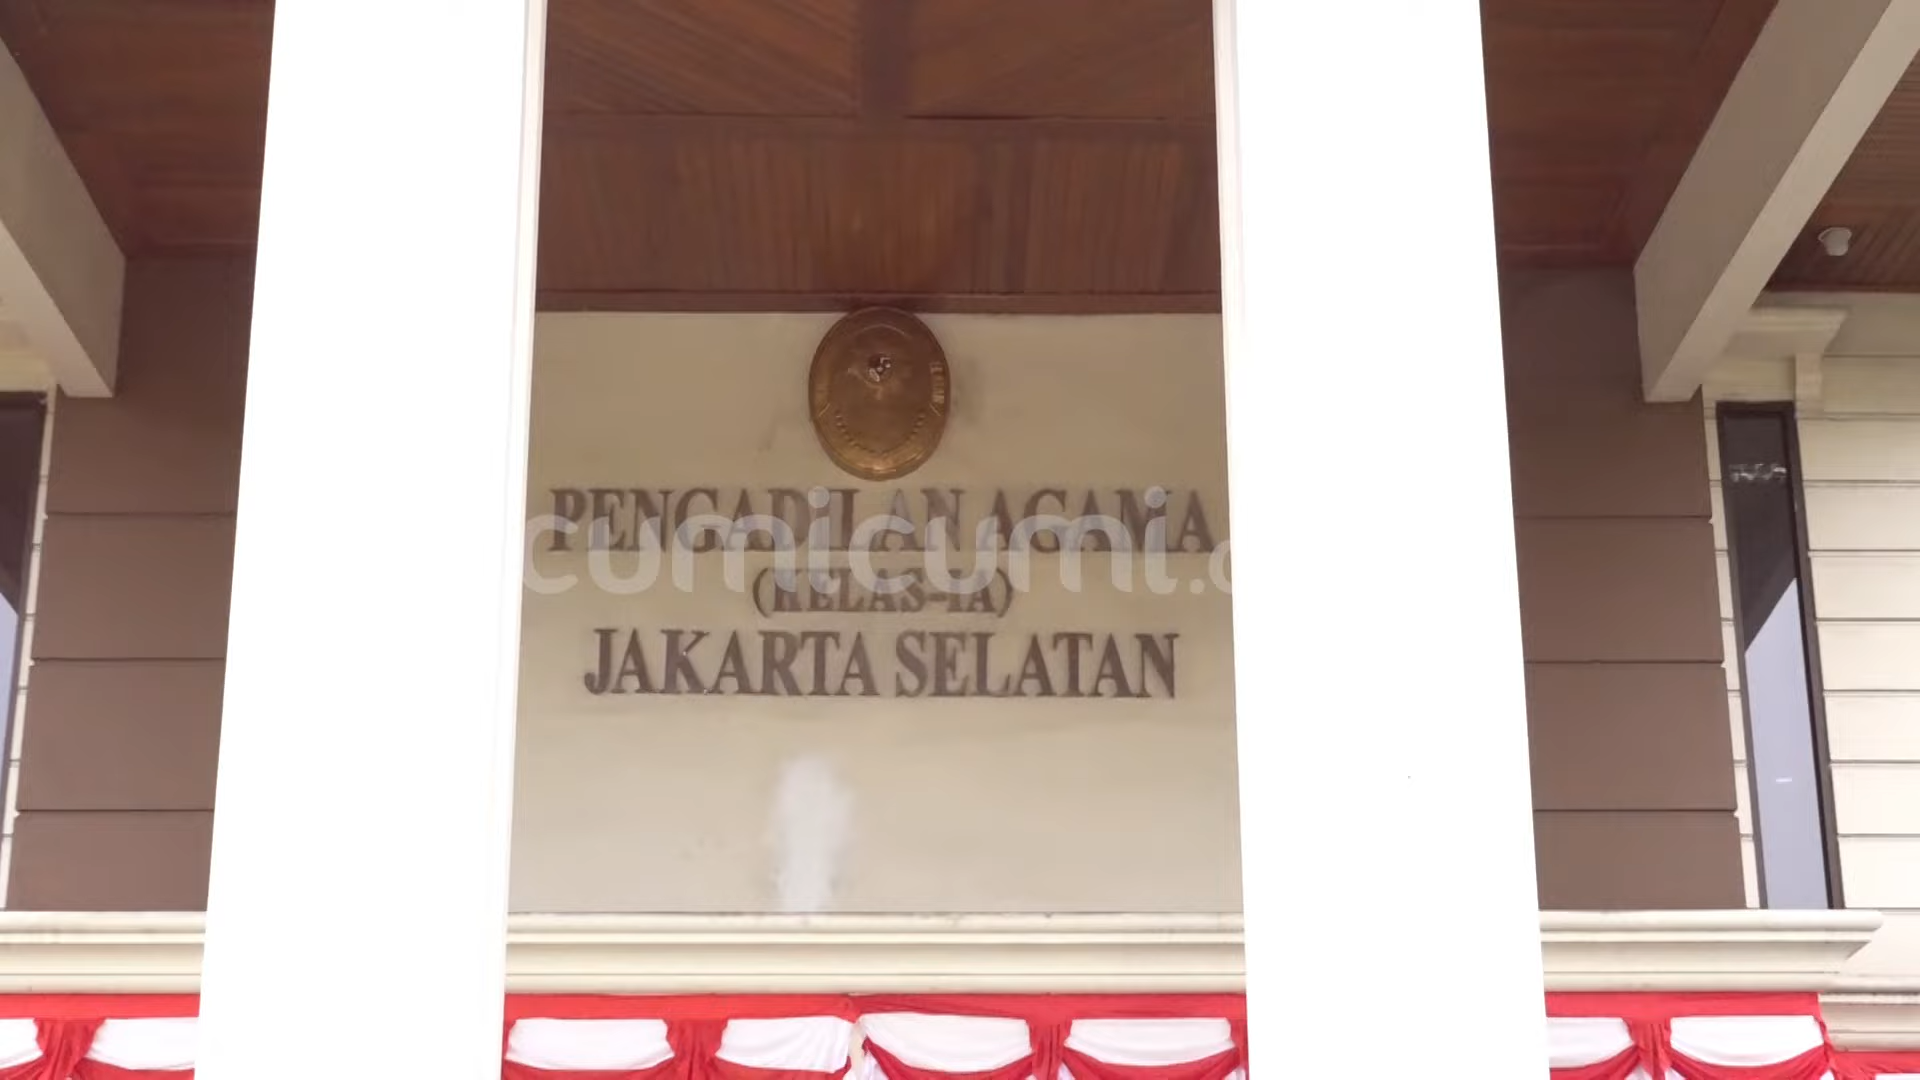 PENGADILAN AGAMA
(KELAS-IA)
JAKARTA SELATAN
cumicumi.c